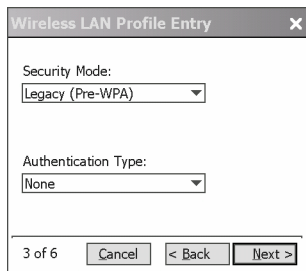 Wireless LAN Profile Entry
Security Mode:
Legacy (Pre-WPA)
Authentication Type:
None
3 of 6 Cancel < Back Next >